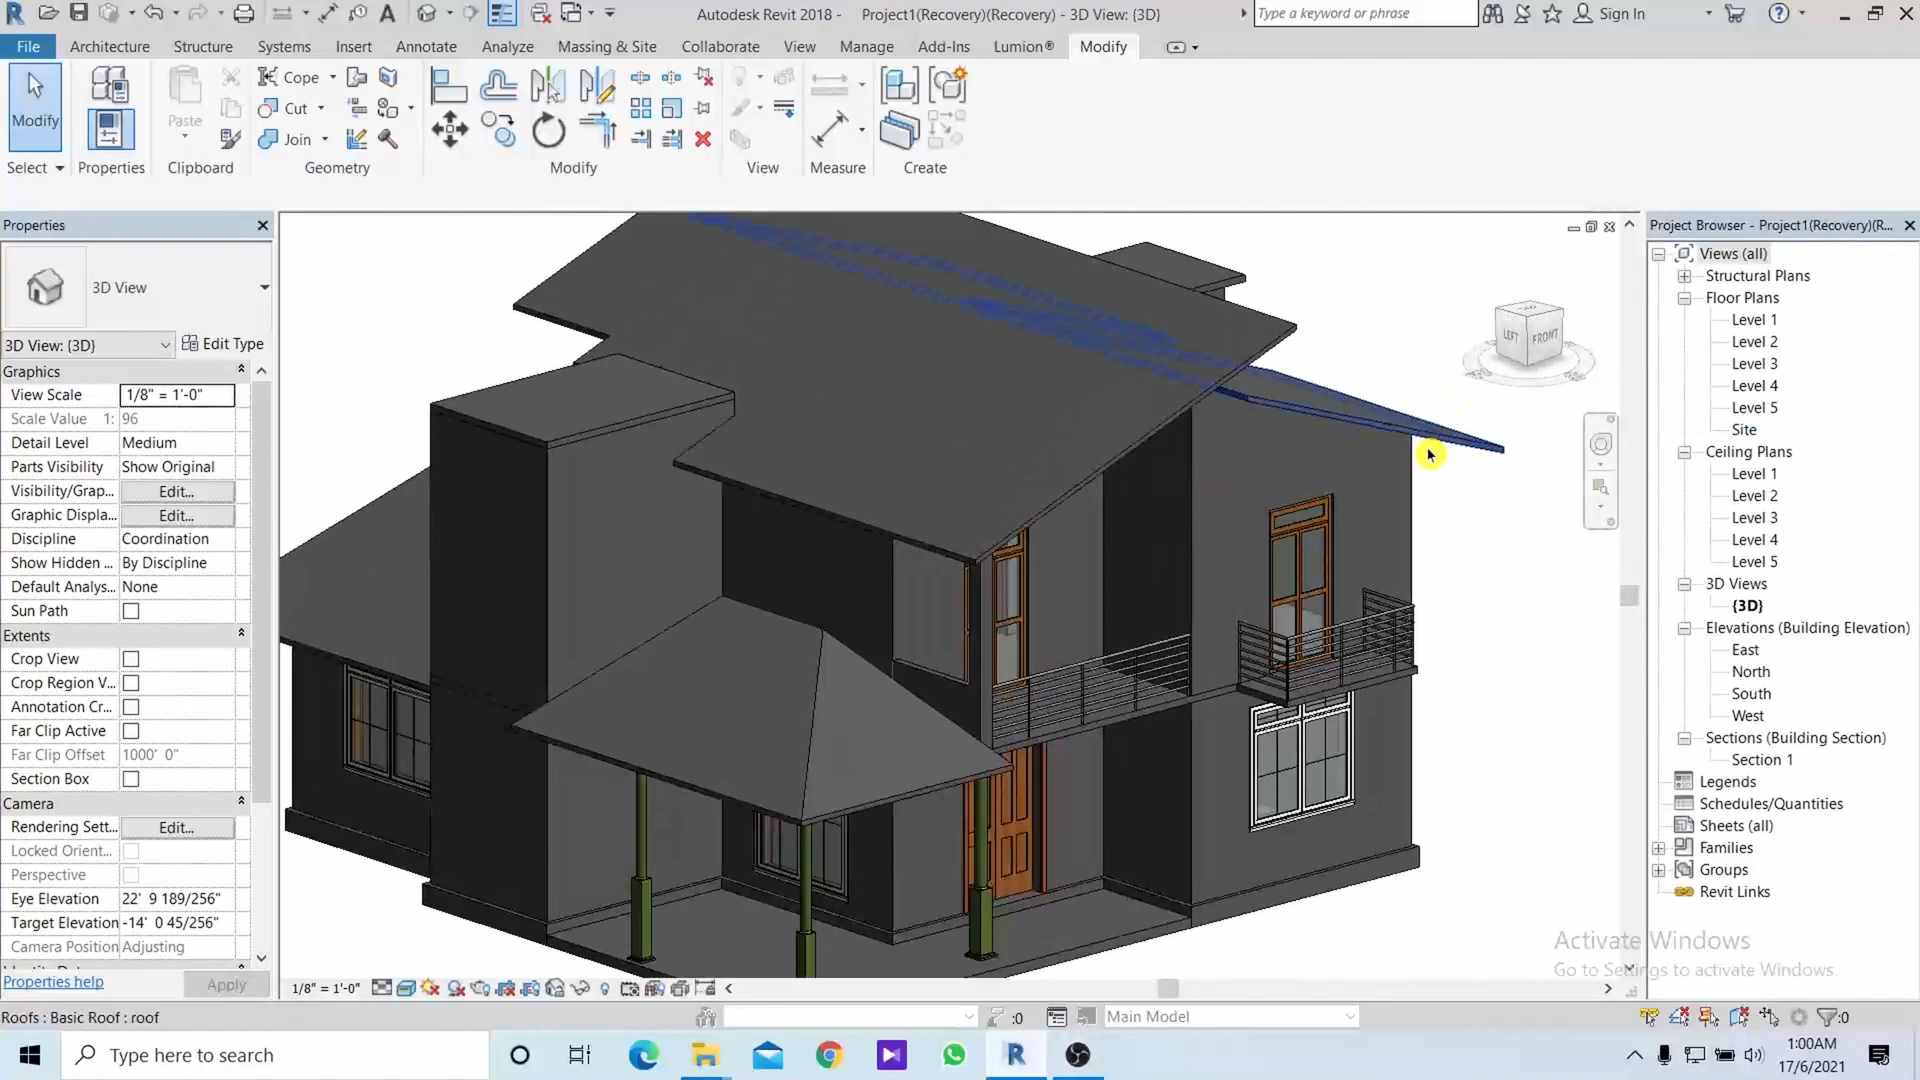 Autodesk Revit 2018 - Project1(Recovery)(Recovery) - 3D View: {3D}
Type a keyword or phrase
Sign In
File Architecture Structure Systems Insert Annotate Analyze Massing & Site Collaborate View Manage Add-Ins Lumion® Modify
Modify
Paste
Cope
Cut
Join
Select Properties Clipboard Geometry Modify View Measure Create
Properties
3D View
3D View: {3D} Edit Type
Graphics
View Scale 1/8" = 1'-0"
Scale Value 1: 96
Detail Level Medium
Parts Visibility Show Original
Visibility/Grap... Edit...
Graphic Displa... Edit...
Discipline Coordination
Show Hidden ... By Discipline
Default Analys... None
Sun Path
Extents
Crop View
Crop Region V...
Annotation Cr...
Far Clip Active
Far Clip Offset 1000' 0"
Section Box
Camera
Rendering Sett... Edit...
Locked Orient...
Perspective
Eye Elevation 22' 9 189/256"
Target Elevation -14' 0 45/256"
Camera Position Adjusting
Properties help Apply
LEFT FRONT
Project Browser - Project1(Recovery)(R...
Views (all)
Structural Plans
Floor Plans
Level 1
Level 2
Level 3
Level 4
Level 5
Site
Ceiling Plans
Level 1
Level 2
Level 3
Level 4
Level 5
3D Views
{3D}
Elevations (Building Elevation)
East
North
South
West
Sections (Building Section)
Section 1
Legends
Schedules/Quantities
Sheets (all)
Families
Groups
Revit Links
Activate Windows
Go to Settings to activate Windows.
1/8" = 1'-0"
Roofs : Basic Roof : roof
:0
Main Model
:0
Type here to search
1:00AM
17/6/2021